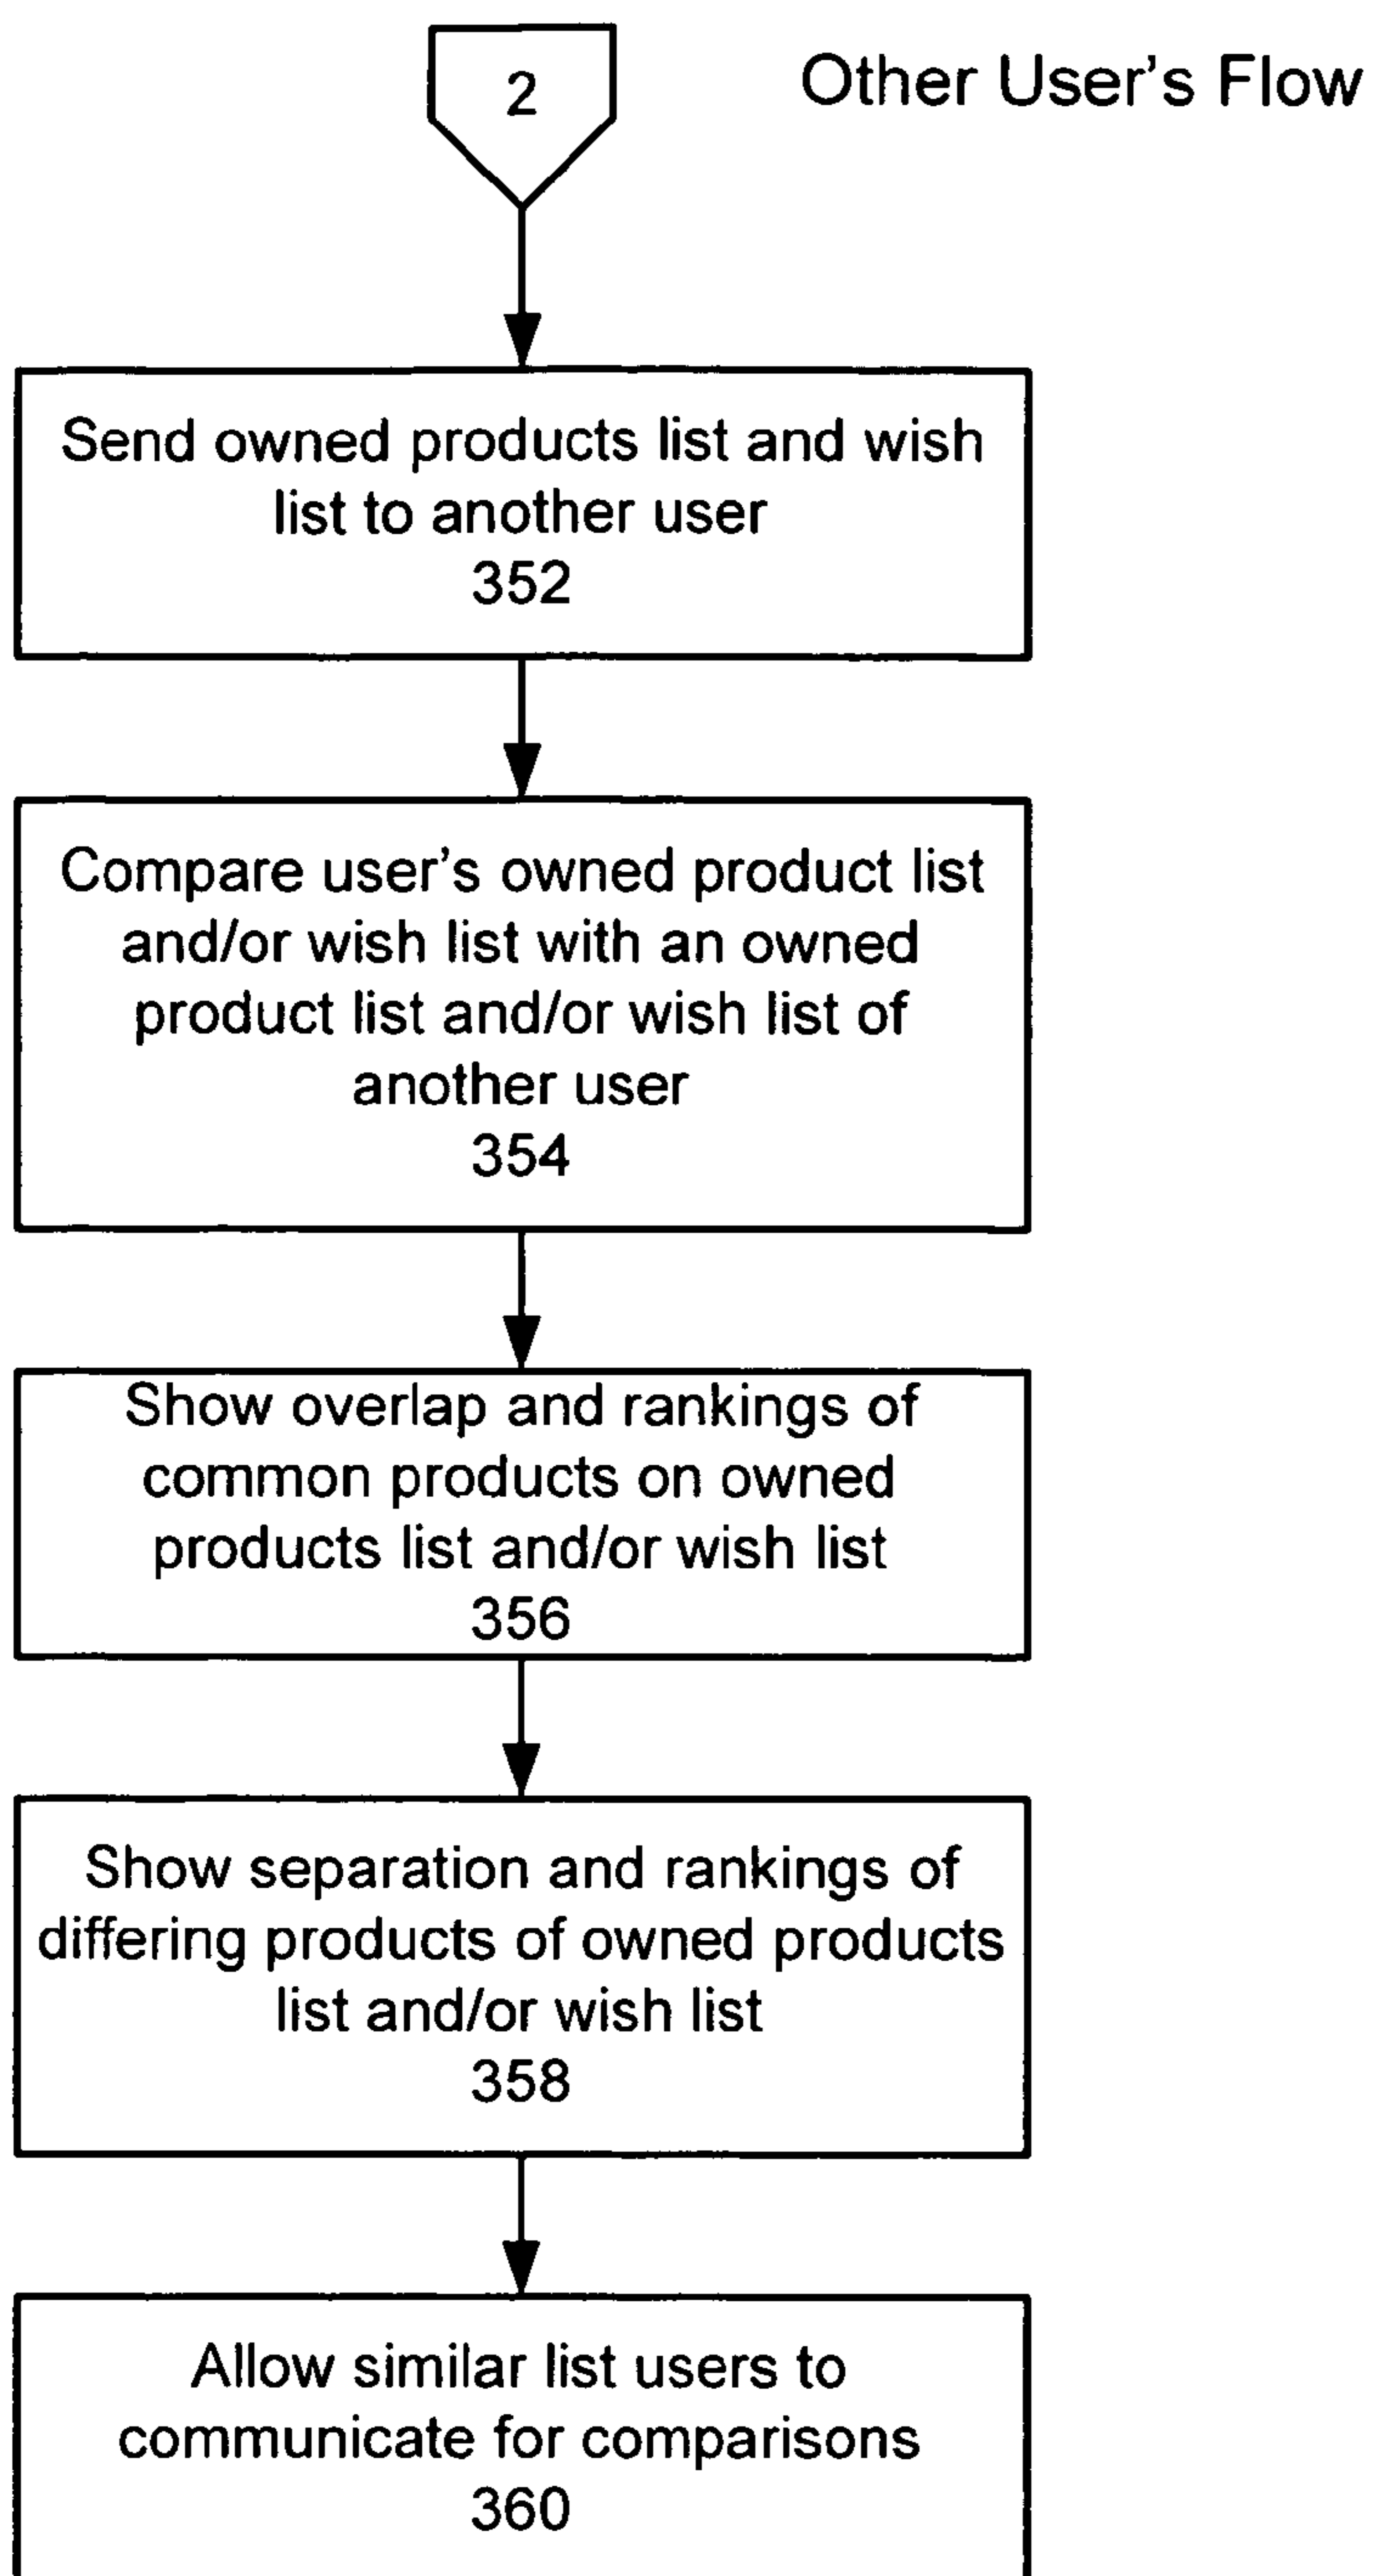 2
Other User's Flow
Send owned products list and wish
list to another user
352
Compare user's owned product list
and/or wish list with an owned
product list and/or wish list of
another user
354
Show overlap and rankings of
common products on owned
products list and/or wish list
356
Show separation and rankings of
differing products of owned products
list and/or wish list
358
Allow similar list users to
communicate for comparisons
360